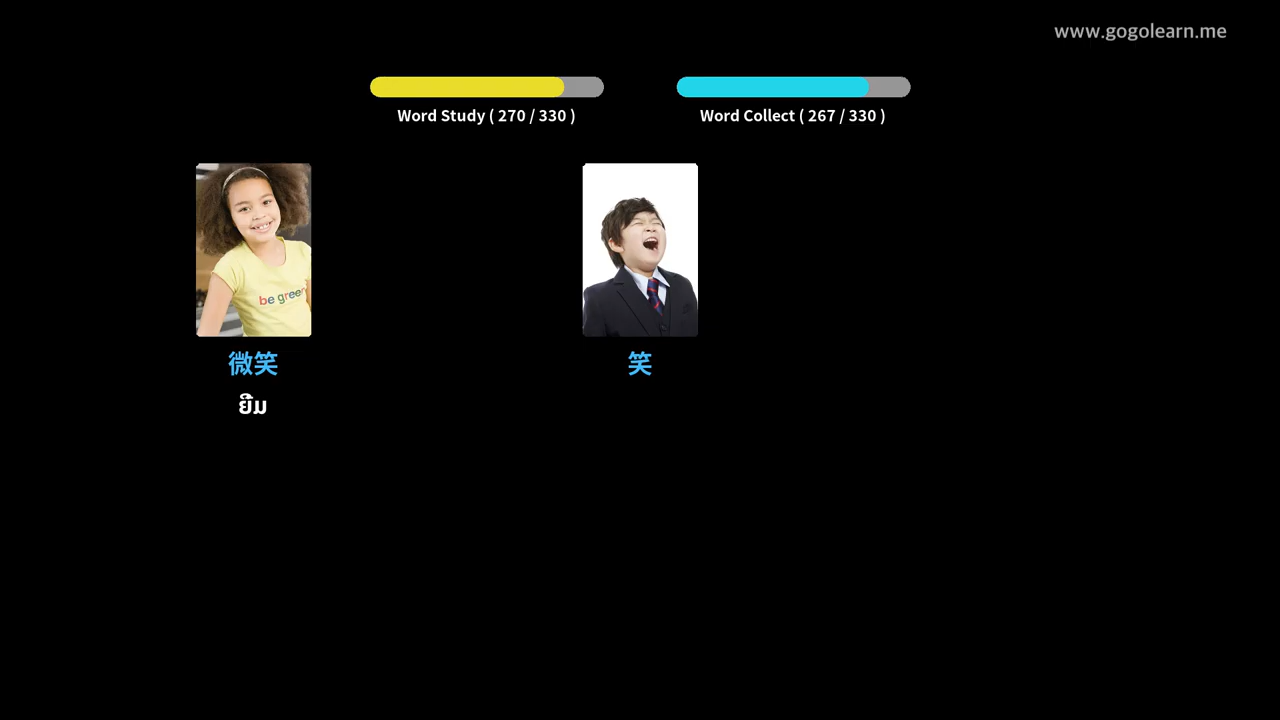 www.gogolearn.me
Word Study ( 270 / 330 )
Word Collect ( 267 / 330 )
be green
微笑
笑
ຍີ້ມ